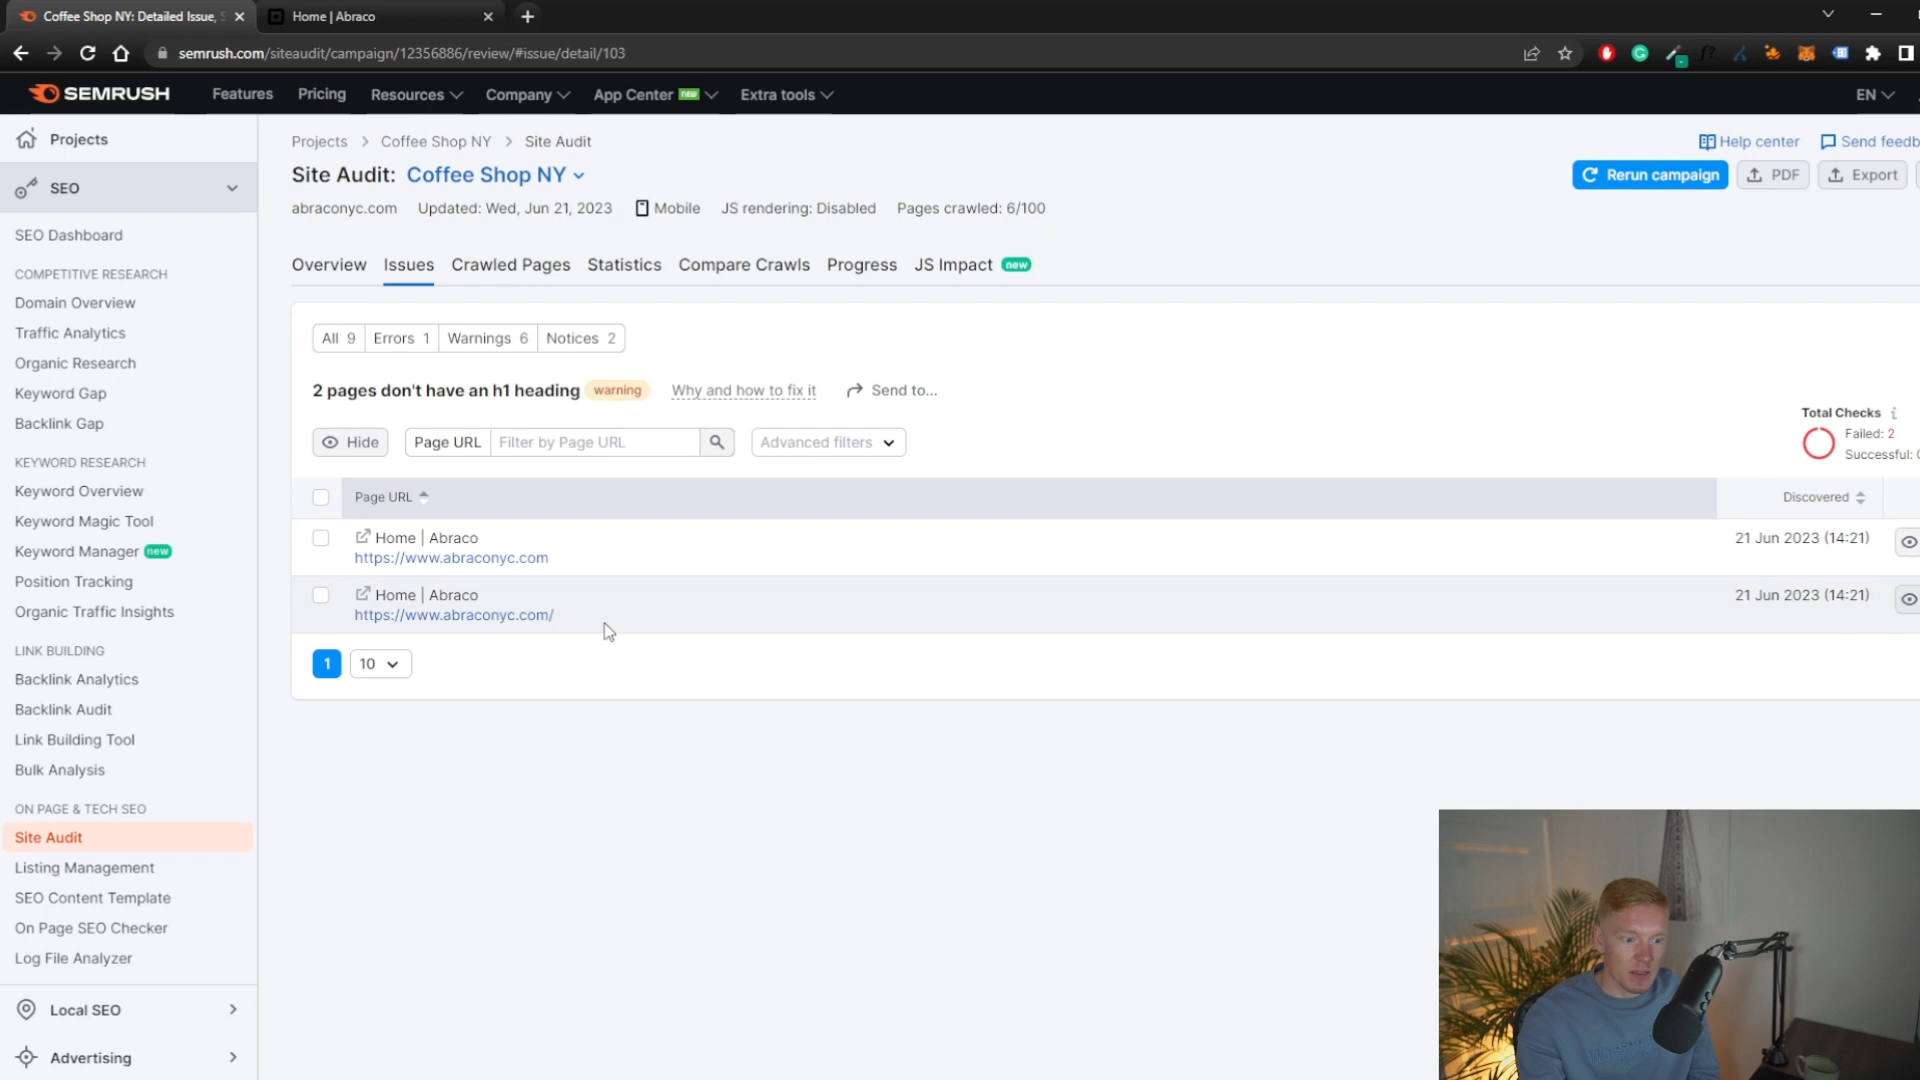 Coffee Shop NY: Detailed Issue, S
Home | Abraco
semrush.com/siteaudit/campaign/12356886/review/#issue/detail/103
SEMRUSH
Features
Pricing
Resources
Company
App Center new
Extra tools
EN
Projects
SEO
SEO Dashboard
COMPETITIVE RESEARCH
Domain Overview
Traffic Analytics
Organic Research
Keyword Gap
Backlink Gap
KEYWORD RESEARCH
Keyword Overview
Keyword Magic Tool
Keyword Manager new
Position Tracking
Organic Traffic Insights
LINK BUILDING
Backlink Analytics
Backlink Audit
Link Building Tool
Bulk Analysis
ON PAGE & TECH SEO
Site Audit
Listing Management
SEO Content Template
On Page SEO Checker
Log File Analyzer
Local SEO
Advertising
Projects > Coffee Shop NY > Site Audit
Help center
Send feedb
Site Audit: Coffee Shop NY
Rerun campaign
PDF
Export
abraconyc.com Updated: Wed, Jun 21, 2023 Mobile JS rendering: Disabled Pages crawled: 6/100
Overview Issues Crawled Pages Statistics Compare Crawls Progress JS Impact new
All 9 Errors 1 Warnings 6 Notices 2
2 pages don't have an h1 heading warning Why and how to fix it Send to...
Total Checks i
Failed: 2
Successful: 0
Hide Page URL Filter by Page URL Advanced filters
Page URL Discovered
Home | Abraco 21 Jun 2023 (14:21)
https://www.abraconyc.com
Home | Abraco 21 Jun 2023 (14:21)
https://www.abraconyc.com/
1 10